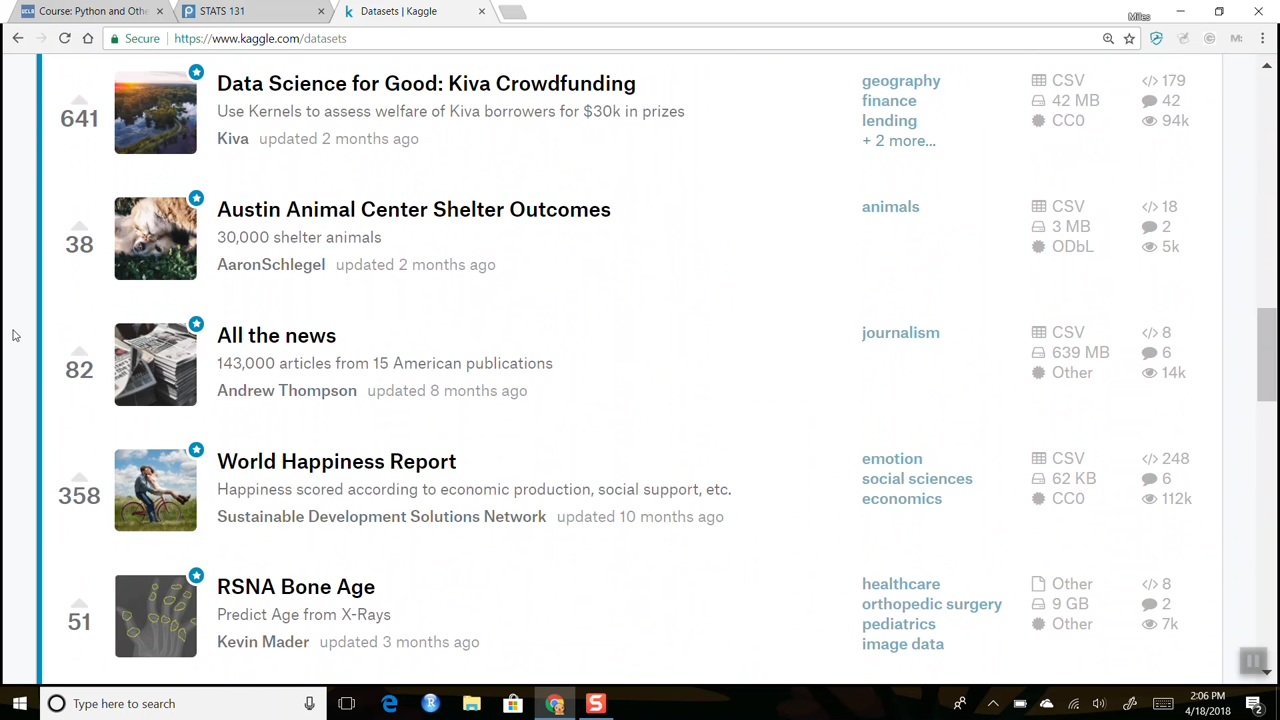 Course: Python and Othe
STATS 131
Datasets | Kaggle
Miles
Secure
https://www.kaggle.com/datasets
M:
641
Data Science for Good: Kiva Crowdfunding
Use Kernels to assess welfare of Kiva borrowers for $30k in prizes
Kiva updated 2 months ago
geography
finance
lending
+ 2 more...
CSV
42 MB
CC0
179
42
94k
38
Austin Animal Center Shelter Outcomes
30,000 shelter animals
AaronSchlegel updated 2 months ago
animals
CSV
3 MB
ODbL
18
2
5k
82
All the news
143,000 articles from 15 American publications
Andrew Thompson updated 8 months ago
journalism
CSV
639 MB
Other
8
6
14k
358
World Happiness Report
Happiness scored according to economic production, social support, etc.
Sustainable Development Solutions Network updated 10 months ago
emotion
social sciences
economics
CSV
62 KB
CC0
248
6
112k
51
RSNA Bone Age
Predict Age from X-Rays
Kevin Mader updated 3 months ago
healthcare
orthopedic surgery
pediatrics
image data
Other
9 GB
Other
8
2
7k
Type here to search
2:06 PM
4/18/2018
2